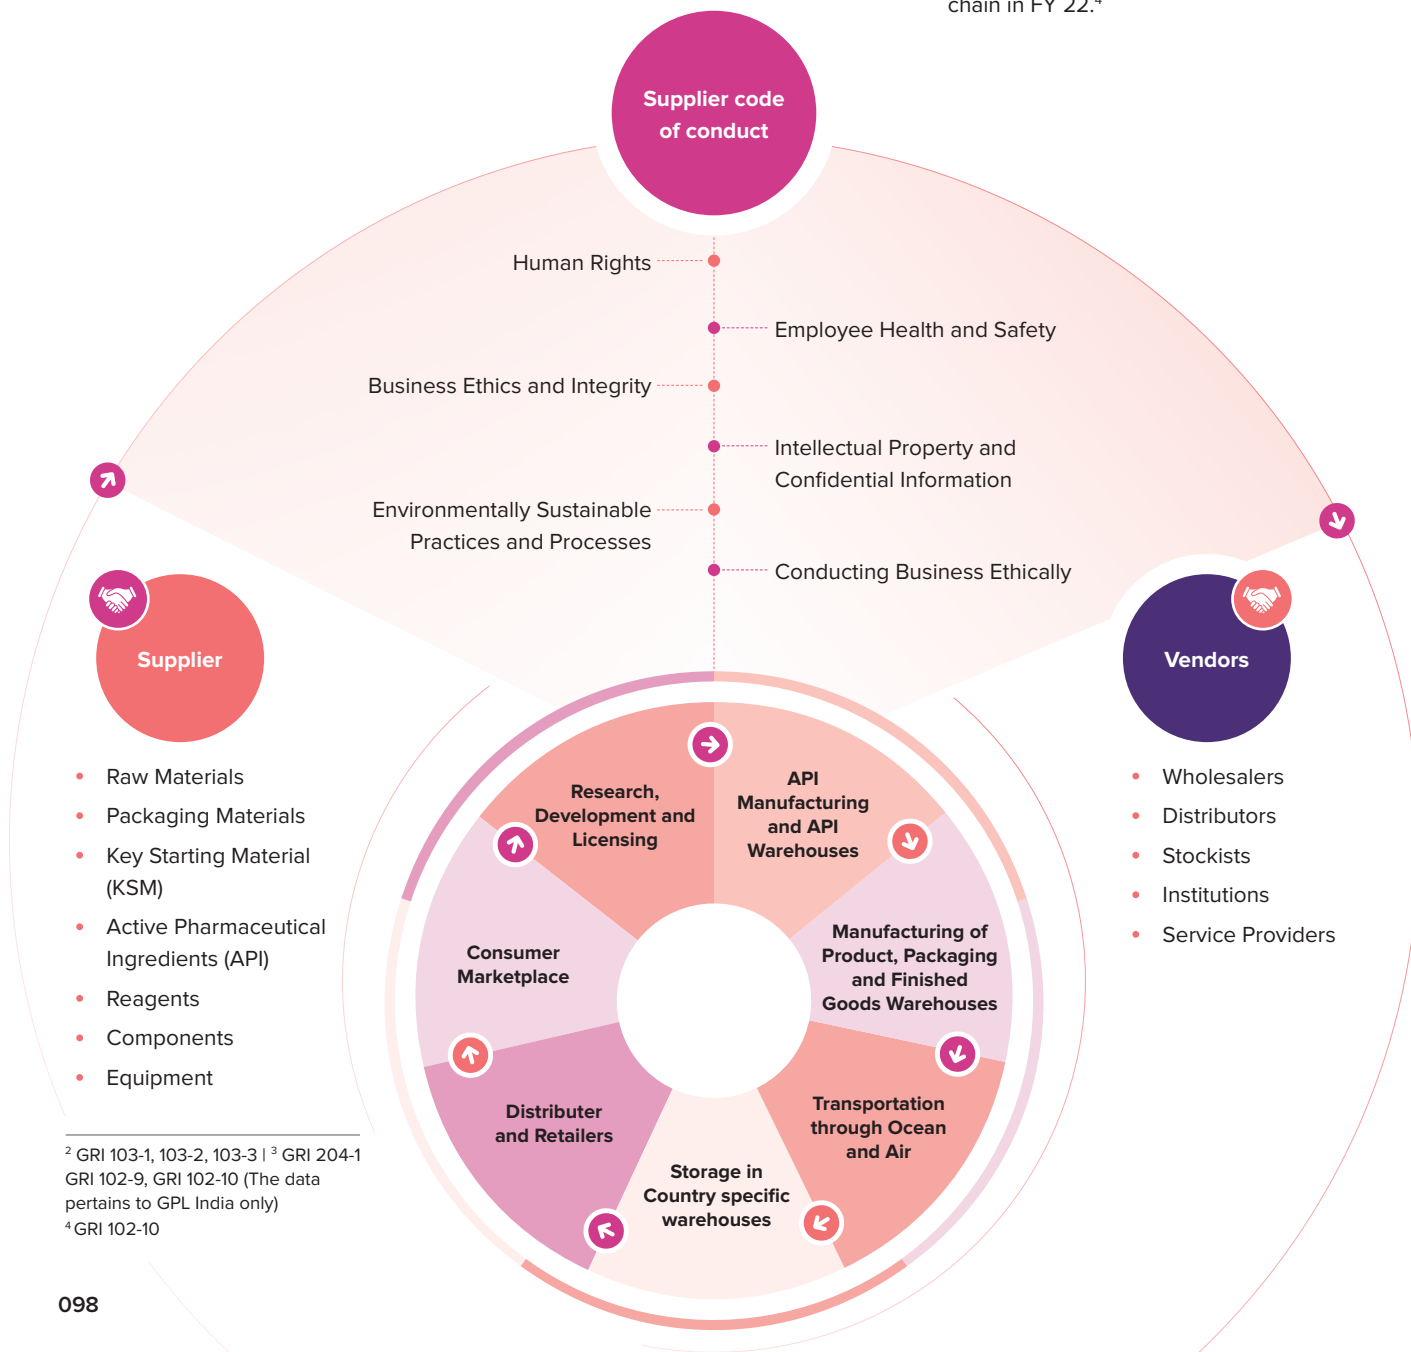 chain in FY 22.⁴
Supplier code
of conduct
Human Rights
Employee Health and Safety
Business Ethics and Integrity
Intellectual Property and
Confidential Information
Environmentally Sustainable
Practices and Processes
Conducting Business Ethically
Supplier
• Raw Materials
• Packaging Materials
• Key Starting Material
(KSM)
• Active Pharmaceutical
Ingredients (API)
• Reagents
• Components
• Equipment
Vendors
• Wholesalers
• Distributors
• Stockists
• Institutions
• Service Providers
Research,
Development and
Licensing
API
Manufacturing
and API
Warehouses
Manufacturing of
Product, Packaging
and Finished
Goods Warehouses
Transportation
through Ocean
and Air
Storage in
Country specific
warehouses
Distributer
and Retailers
Consumer
Marketplace
² GRI 103-1, 103-2, 103-3 | ³ GRI 204-1
GRI 102-9, GRI 102-10 (The data
pertains to GPL India only)
⁴ GRI 102-10
098